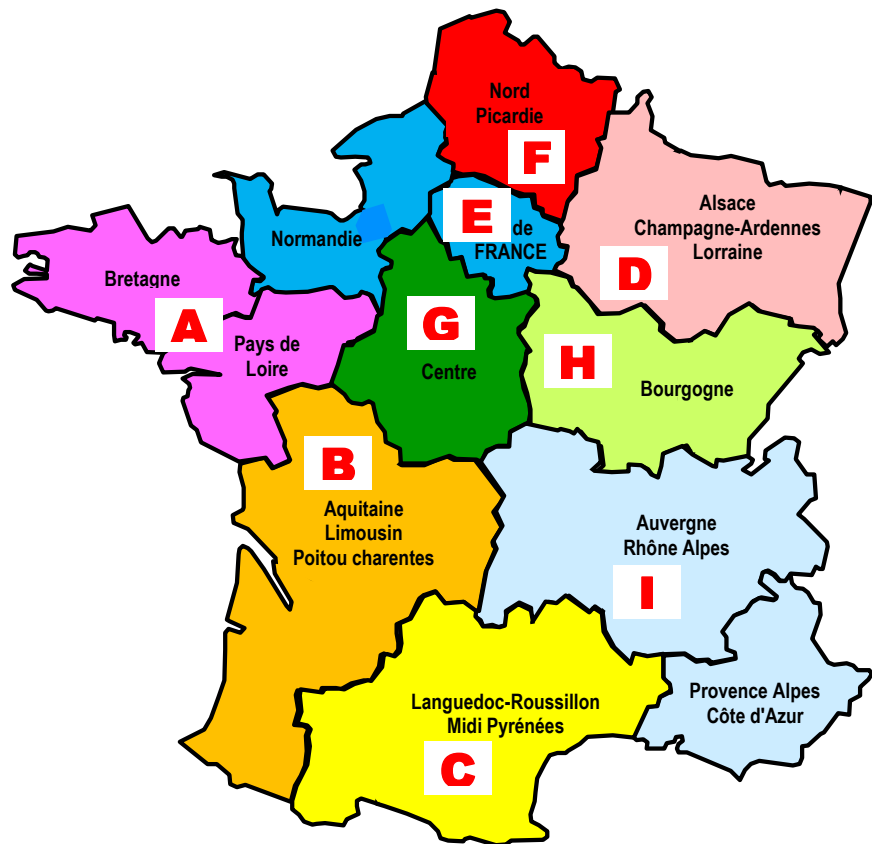 Nord
Picardie
F
Alsace
Champagne-Ardennes
Lorraine
D
E
de
FRANCE
Normandie
Bretagne
A
Pays de
Loire
G
Centre
H
Bourgogne
B
Aquitaine
Limousin
Poitou charentes
Auvergne
Rhône Alpes
I
Languedoc-Roussillon
Midi Pyrénées
C
Provence Alpes
Côte d'Azur